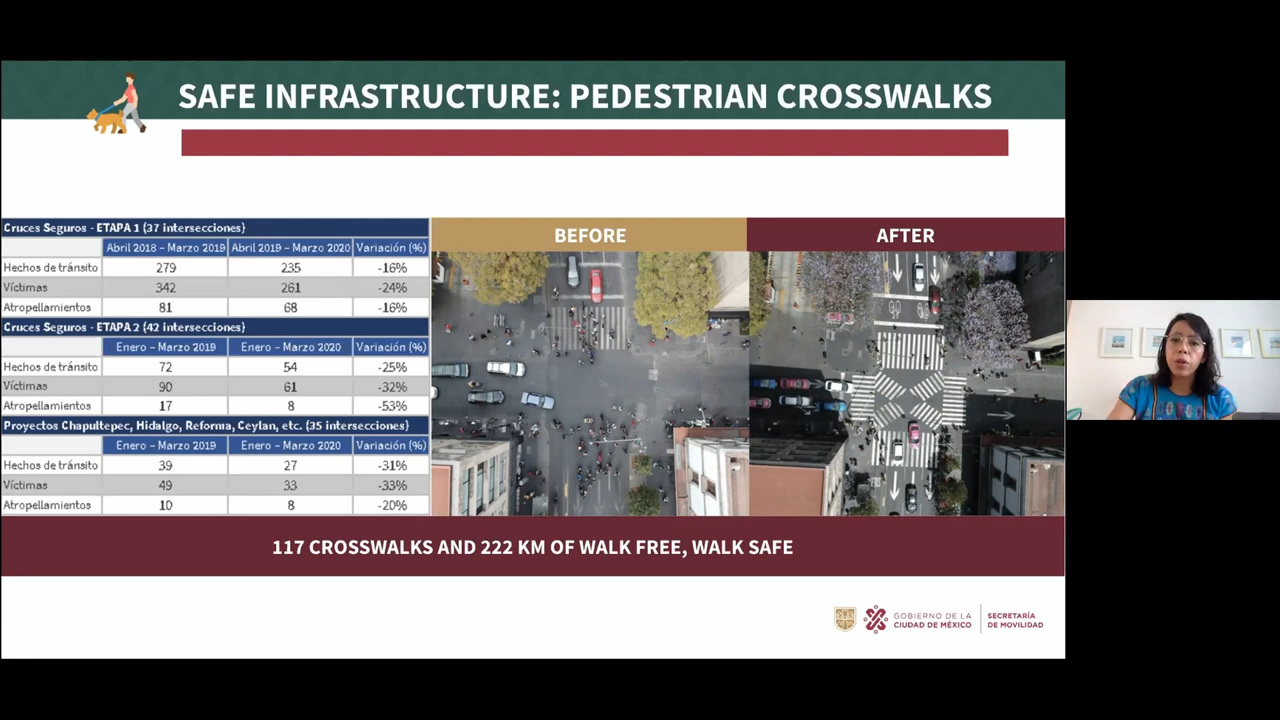 SAFE INFRASTRUCTURE: PEDESTRIAN CROSSWALKS
Cruces Seguros - ETAPA 1 (37 intersecciones)
Abril 2018 - Marzo 2019 Abril 2019 - Marzo 2020 Variación (%)
Hechos de tránsito 279 235 -16%
Víctimas 342 261 -24%
Atropellamientos 81 68 -16%
Cruces Seguros - ETAPA 2 (42 intersecciones)
Enero - Marzo 2019 Enero - Marzo 2020 Variación (%)
Hechos de tránsito 72 54 -25%
Víctimas 90 61 -32%
Atropellamientos 17 8 -53%
Proyectos Chapultepec, Hidalgo, Reforma, Ceylan, etc. (35 intersecciones)
Enero - Marzo 2019 Enero - Marzo 2020 Variación (%)
Hechos de tránsito 39 27 -31%
Víctimas 49 33 -33%
Atropellamientos 10 8 -20%
BEFORE
AFTER
117 CROSSWALKS AND 222 KM OF WALK FREE, WALK SAFE
GOBIERNO DE LA
CIUDAD DE MÉXICO
SECRETARÍA
DE MOVILIDAD